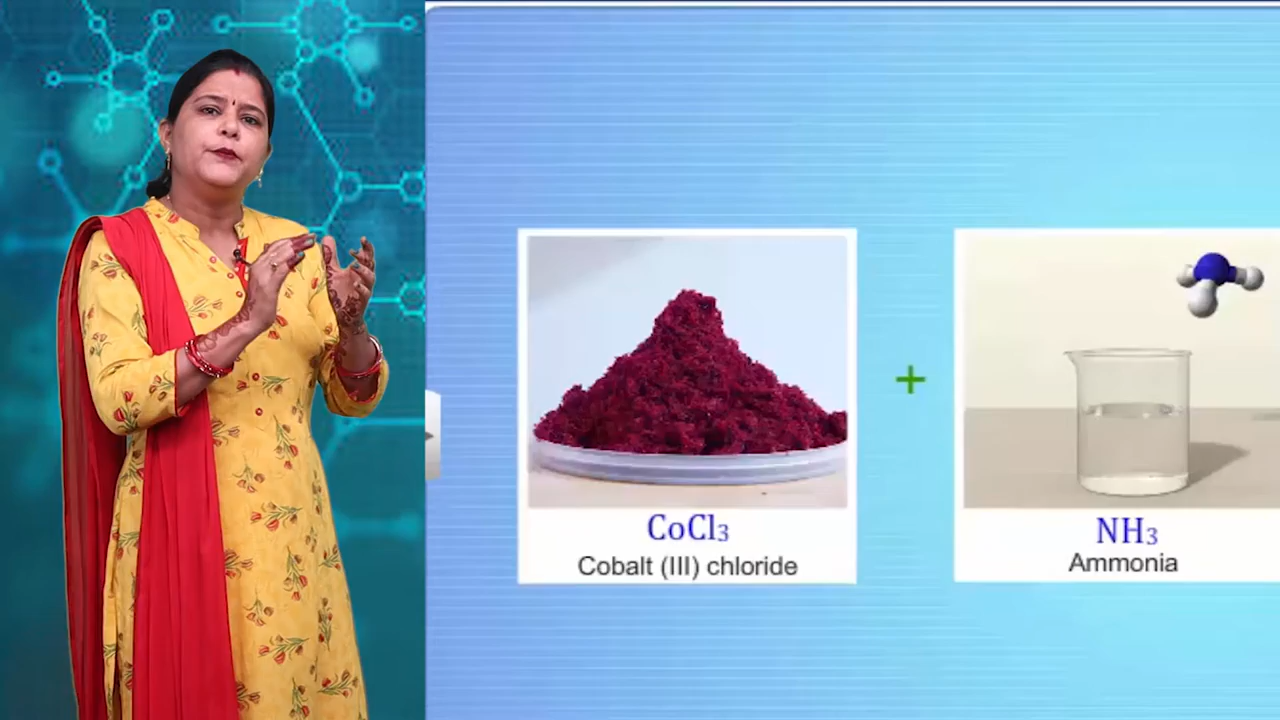 CoCl₃
Cobalt (III) chloride
+
NH₃
Ammonia